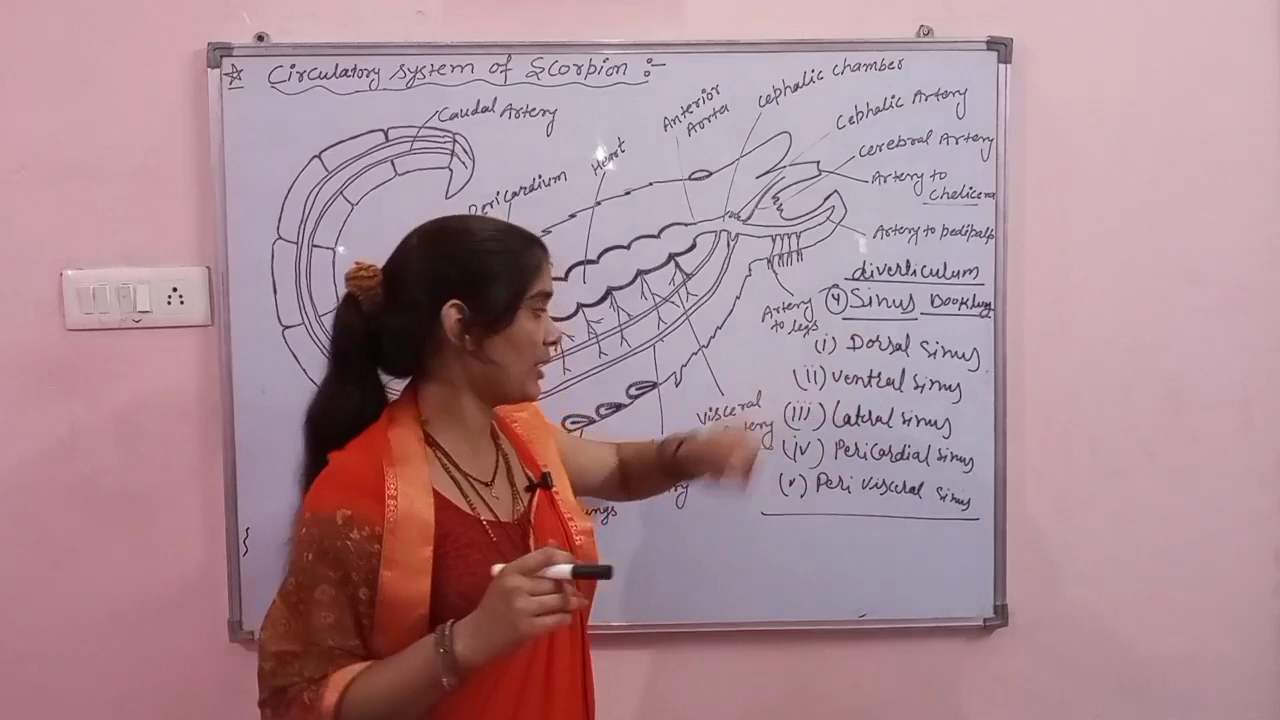 ☆ Circulatory system of Scorpion :-
Caudal Artery
Pericardium
Heart
Anterior
Aorta
cephalic chamber
Cephalic Artery
Cerebral Artery
Artery to
chelicera
Artery to pedipalp
Artery
to legs
Visceral
diverticulum
④ Sinus Booklung
(i) Dorsal Sinus
(ii) ventral sinus
(iii) Lateral sinus
(iv) Pericardial sinus
(v) Peri visceral sinus